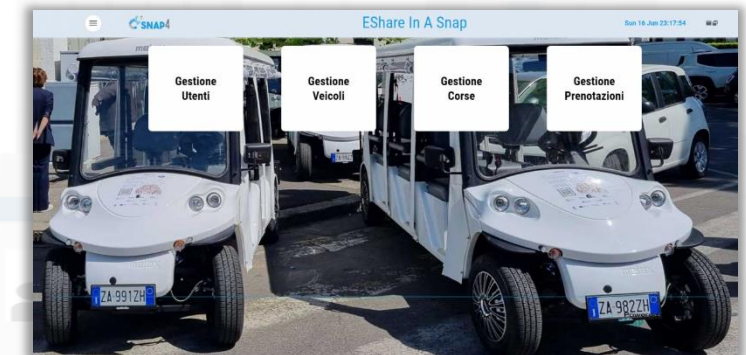 SNAP4
EShare In A Snap
Sun 16 Jun 23:17:54
Gestione
Utenti
Gestione
Veicoli
Gestione
Corse
Gestione
Prenotazioni
ZA 991ZH
ZA 982ZH